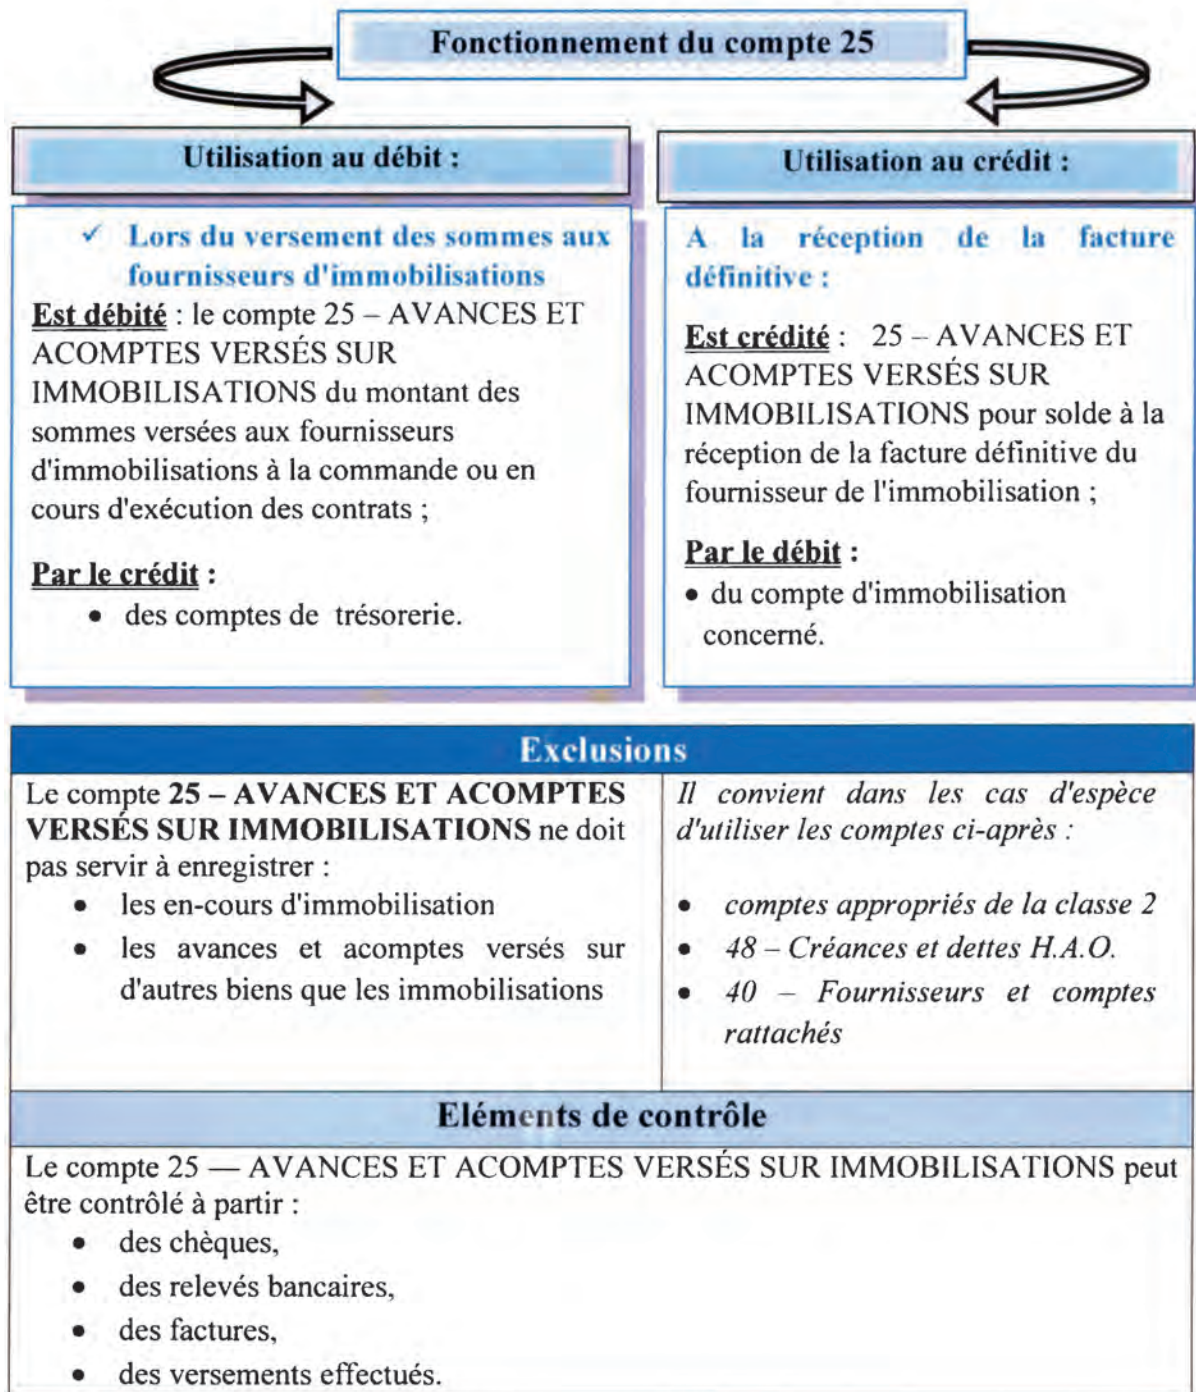 Fonctionnement du compte 25
Utilisation au débit :
✓ Lors du versement des sommes aux
fournisseurs d'immobilisations
Est débité : le compte 25 – AVANCES ET
ACOMPTES VERSÉS SUR
IMMOBILISATIONS du montant des
sommes versées aux fournisseurs
d'immobilisations à la commande ou en
cours d'exécution des contrats ;
Par le crédit :
• des comptes de trésorerie.
Utilisation au crédit :
A la réception de la facture
définitive :
Est crédité : 25 – AVANCES ET
ACOMPTES VERSÉS SUR
IMMOBILISATIONS pour solde à la
réception de la facture définitive du
fournisseur de l'immobilisation ;
Par le débit :
• du compte d'immobilisation
concerné.
Exclusions
Le compte 25 – AVANCES ET ACOMPTES
VERSÉS SUR IMMOBILISATIONS ne doit
pas servir à enregistrer :
• les en-cours d'immobilisation
• les avances et acomptes versés sur
d'autres biens que les immobilisations
Il convient dans les cas d'espèce
d'utiliser les comptes ci-après :
• comptes appropriés de la classe 2
• 48 – Créances et dettes H.A.O.
• 40 – Fournisseurs et comptes
rattachés
Eléments de contrôle
Le compte 25 — AVANCES ET ACOMPTES VERSÉS SUR IMMOBILISATIONS peut
être contrôlé à partir :
• des chèques,
• des relevés bancaires,
• des factures,
• des versements effectués.